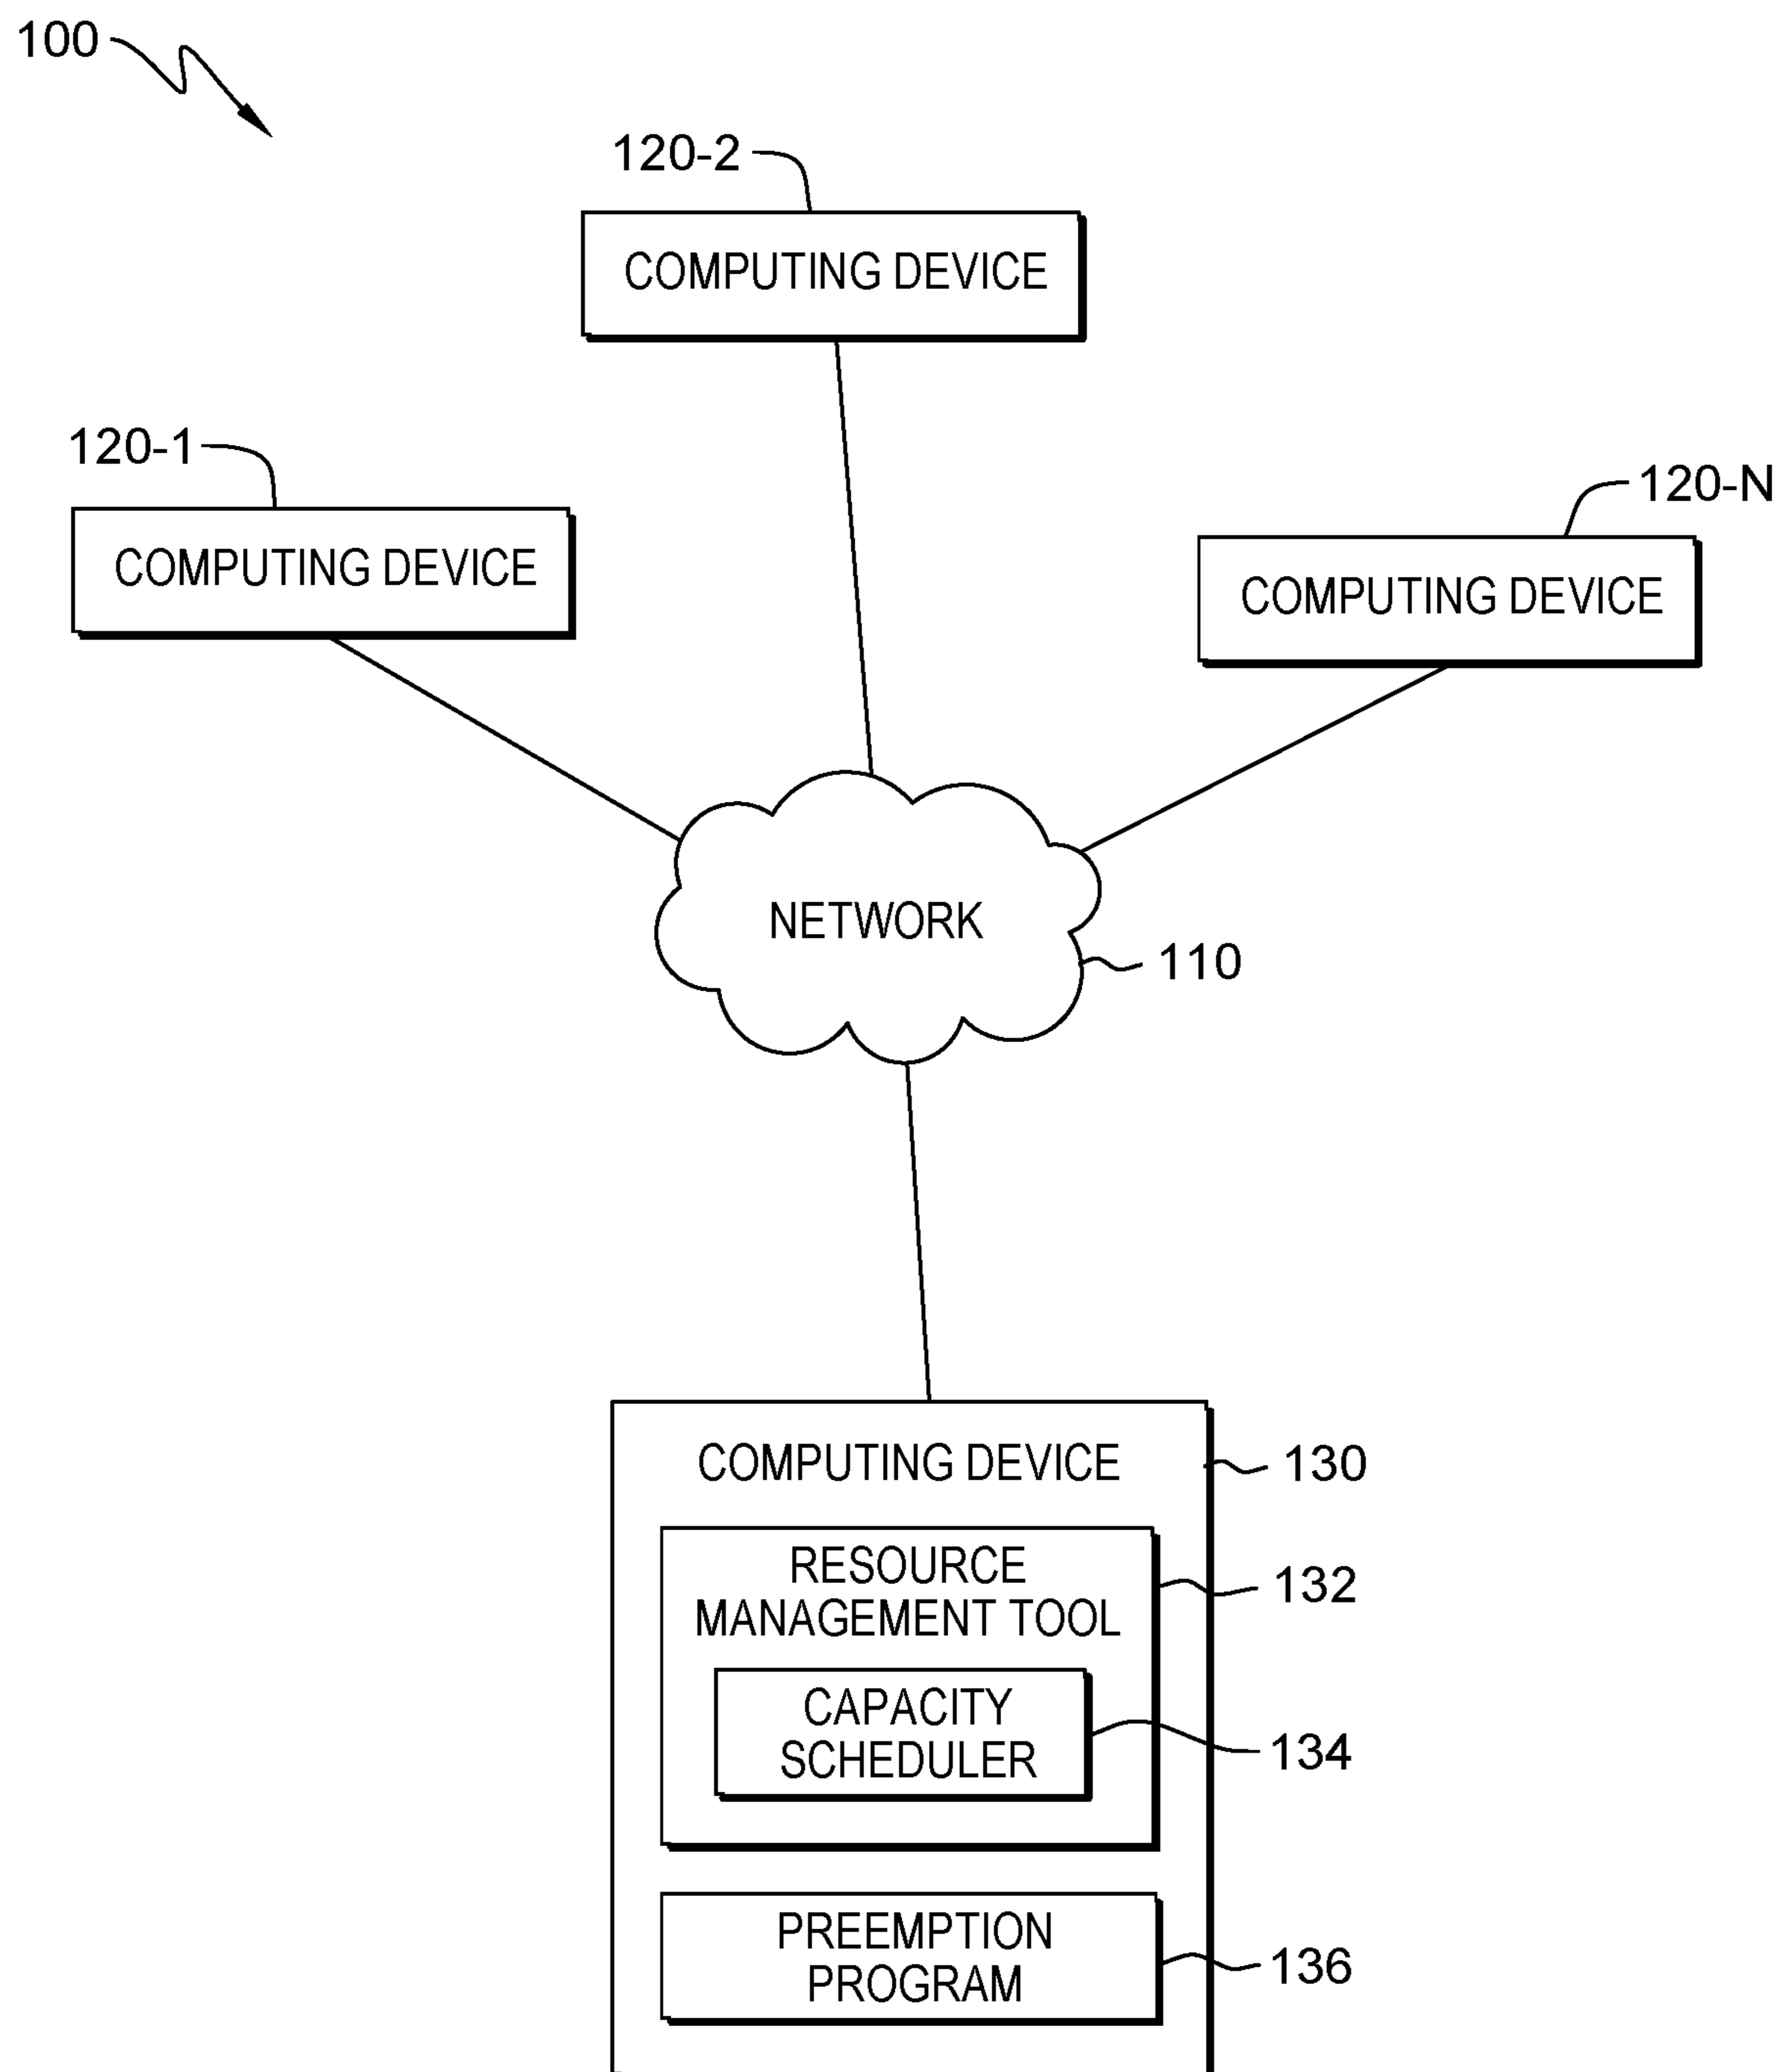 100
120-2
COMPUTING DEVICE
120-1
120-N
COMPUTING DEVICE
COMPUTING DEVICE
NETWORK
110
COMPUTING DEVICE
130
RESOURCE
MANAGEMENT TOOL
132
CAPACITY
SCHEDULER
134
PREEMPTION
PROGRAM
136